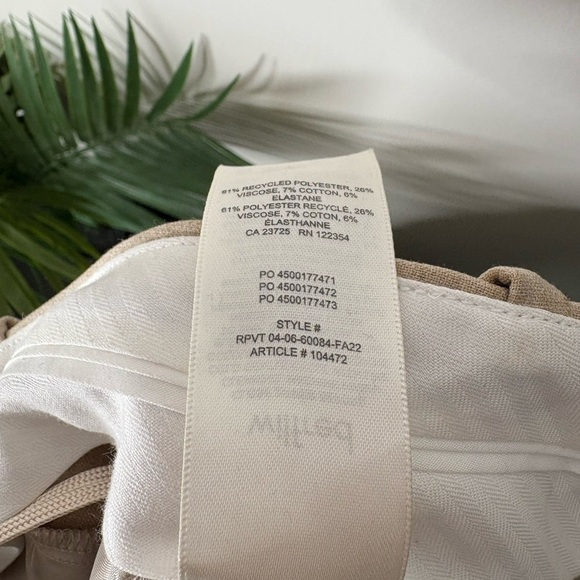 61% RECYCLED POLYESTER, 26%
VISCOSE, 7% COTTON, 6%
ELASTANE
61% POLYESTER RECYCLÉ, 26%
VISCOSE, 7% COTON, 6%
ÉLASTHANNE
CA 23725 RN 122354
PO 4500177471
PO 4500177472
PO 4500177473
STYLE #
RPVT 04-06-60084-FA22
ARTICLE # 104472
wilfred